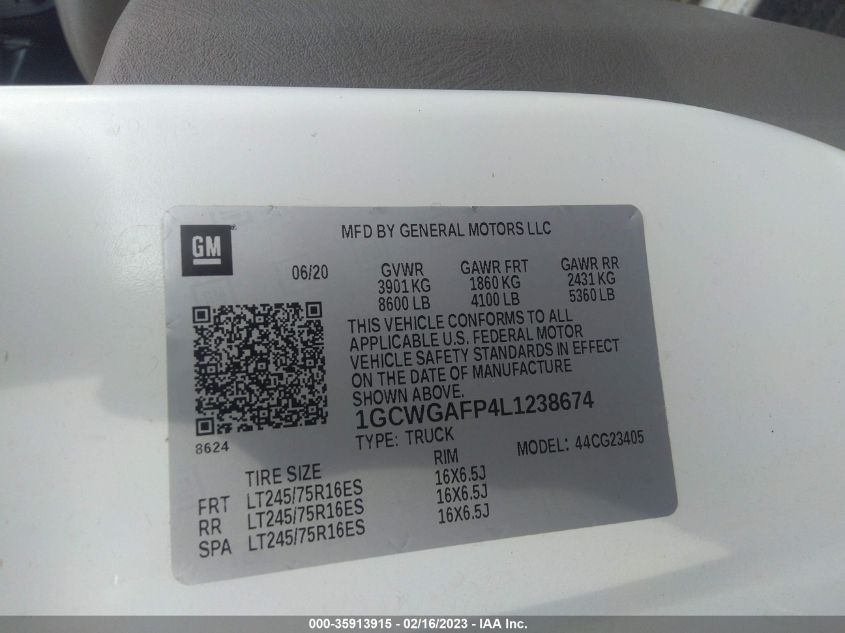 MFD BY GENERAL MOTORS LLC
GM®
06/20 GVWR GAWR FRT GAWR RR
3901 KG 1860 KG 2431 KG
8600 LB 4100 LB 5360 LB
THIS VEHICLE CONFORMS TO ALL
APPLICABLE U.S. FEDERAL MOTOR
VEHICLE SAFETY STANDARDS IN EFFECT
ON THE DATE OF MANUFACTURE
SHOWN ABOVE.
1GCWGAFP4L1238674
8624
TYPE: TRUCK MODEL: 44CG23405
TIRE SIZE RIM
FRT LT245/75R16ES 16X6.5J
RR LT245/75R16ES 16X6.5J
SPA LT245/75R16ES 16X6.5J
000-35913915 - 02/16/2023 - IAA Inc.